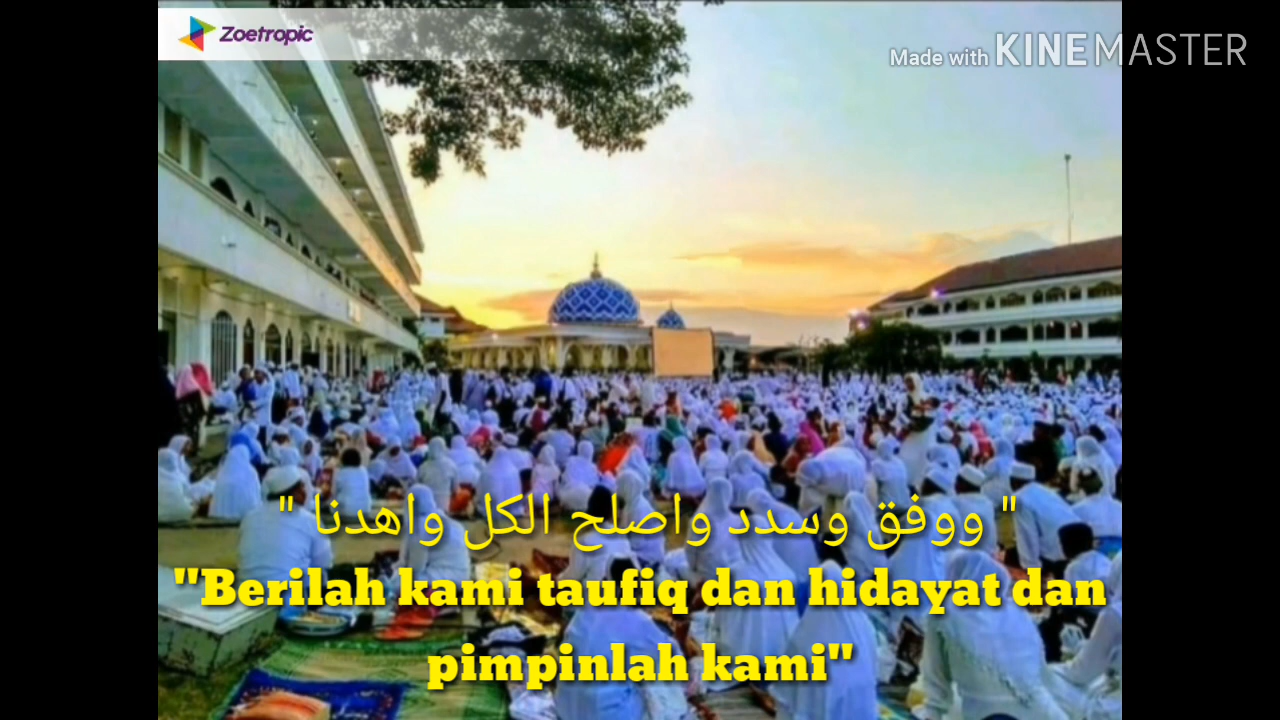 Zoetropic
Made with KINEMASTER
" ووفق وسدد واصلح الكل واهدنا "
"Berilah kami taufiq dan hidayat dan
pimpinlah kami"